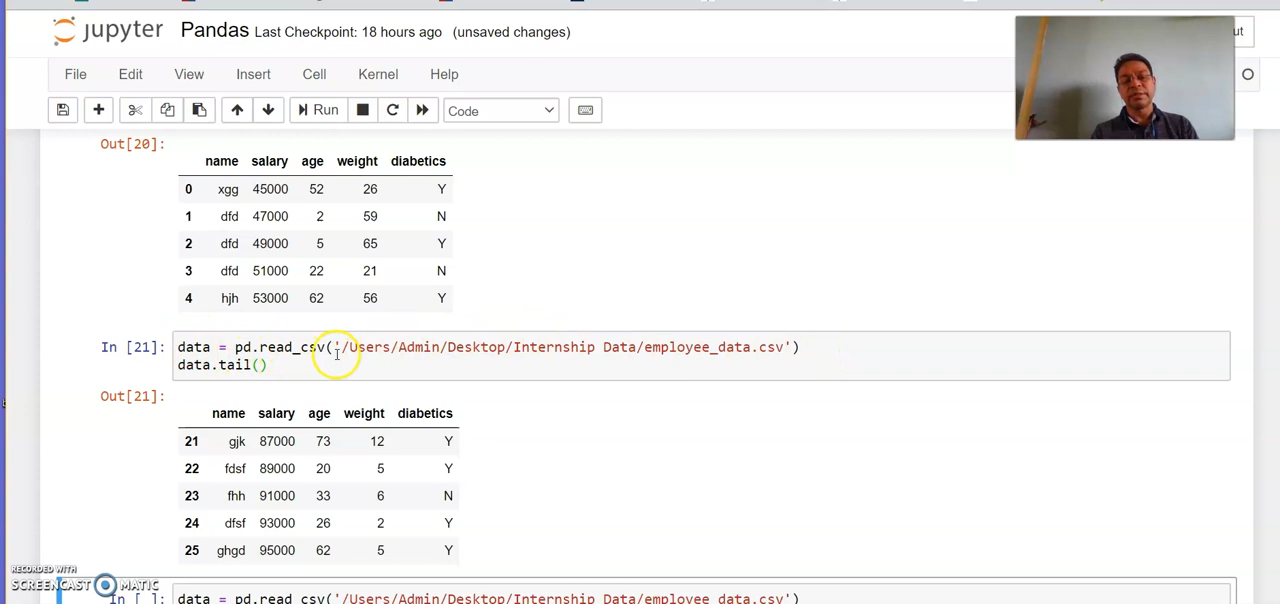 jupyter Pandas Last Checkpoint: 18 hours ago (unsaved changes)
ut
File Edit View Insert Cell Kernel Help
Run Code
Out[20]:
name salary age weight diabetics
0 xgg 45000 52 26 Y
1 dfd 47000 2 59 N
2 dfd 49000 5 65 Y
3 dfd 51000 22 21 N
4 hjh 53000 62 56 Y
In [21]: data = pd.read_csv('/Users/Admin/Desktop/Internship Data/employee_data.csv')
data.tail()
Out[21]:
name salary age weight diabetics
21 gjk 87000 73 12 Y
22 fdsf 89000 20 5 Y
23 fhh 91000 33 6 N
24 dfsf 93000 26 2 Y
25 ghgd 95000 62 5 Y
RECORDED WITH
SCREENCAST MATIC
In [ ]: data = pd.read_csv('/Users/Admin/Desktop/Internship Data/employee_data.csv')